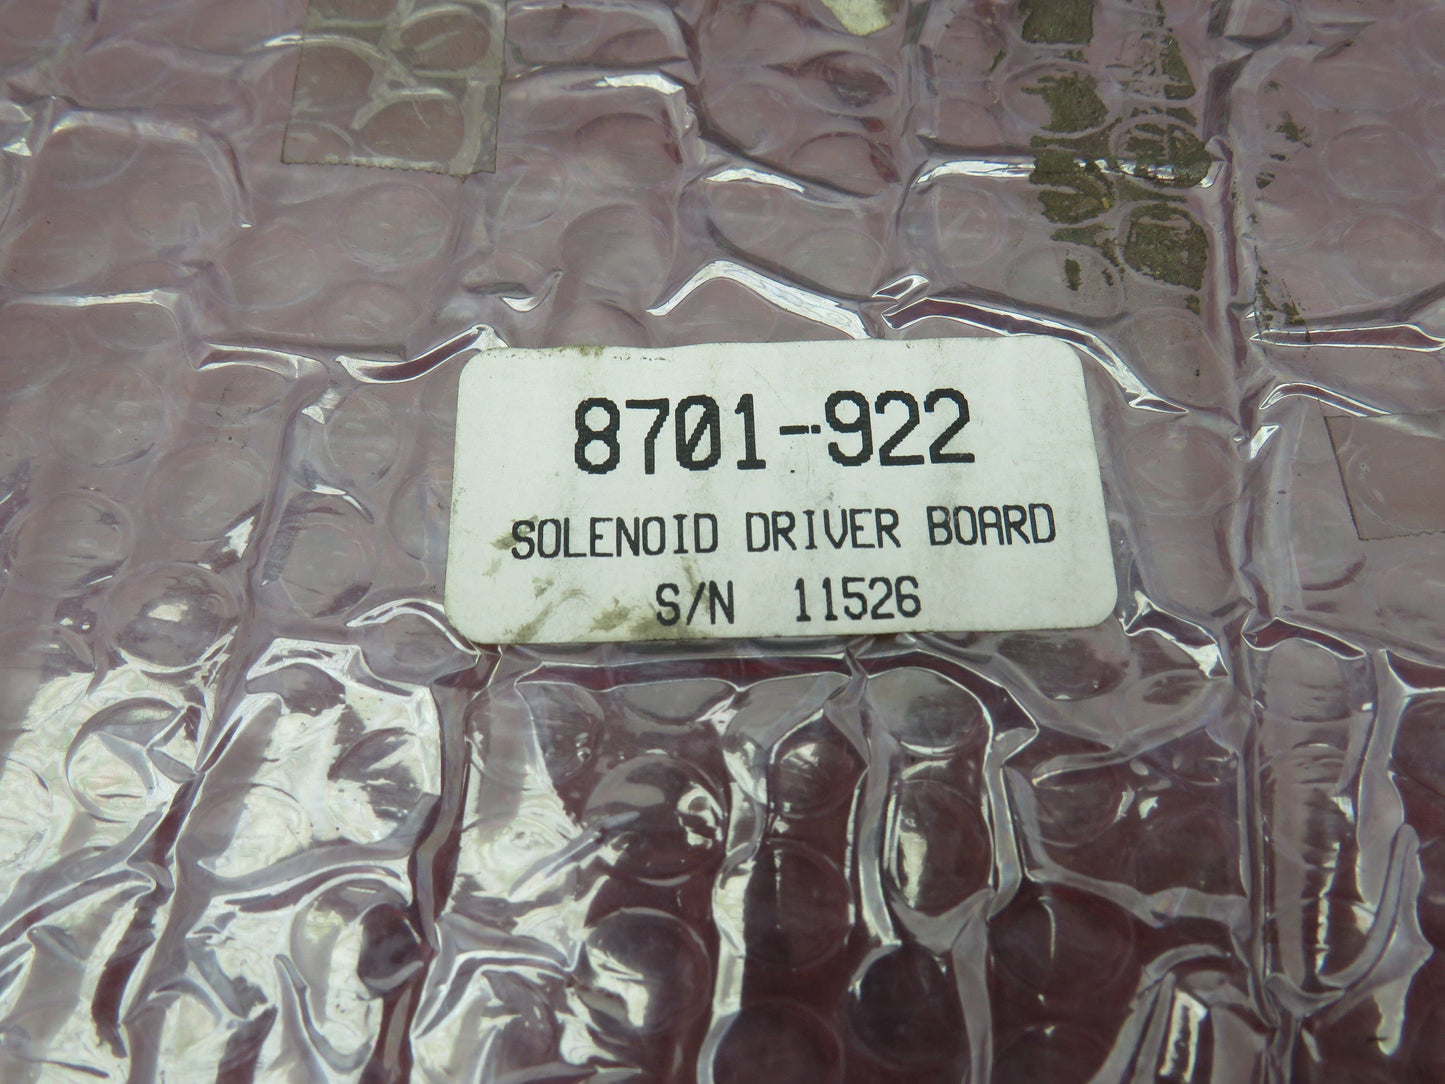 8701-922
SOLENOID DRIVER BOARD
S/N 11526